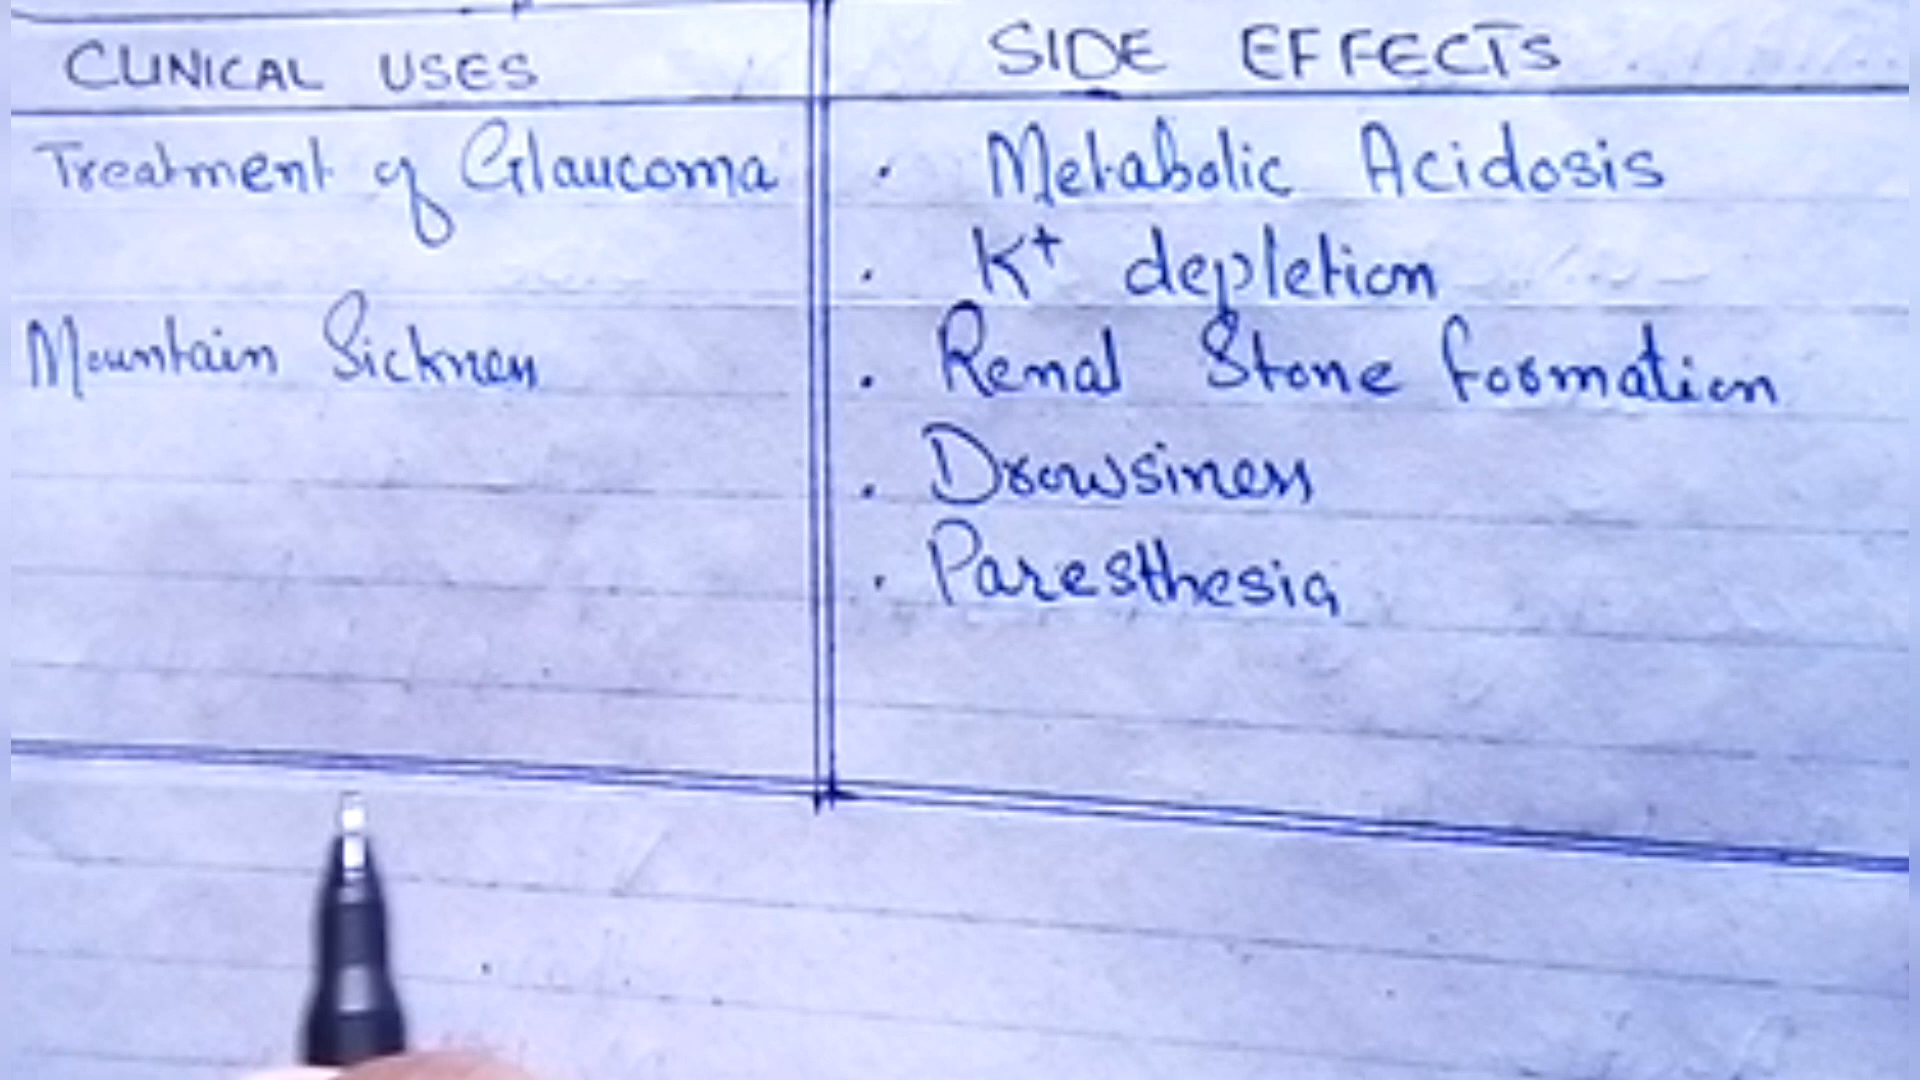 CLINICAL USES
Treatment of Glaucoma
Mountain Sickness
SIDE EFFECTS
. Metabolic Acidosis
. K+ depletion
. Renal Stone formation
. Drowsiness
. Paresthesia